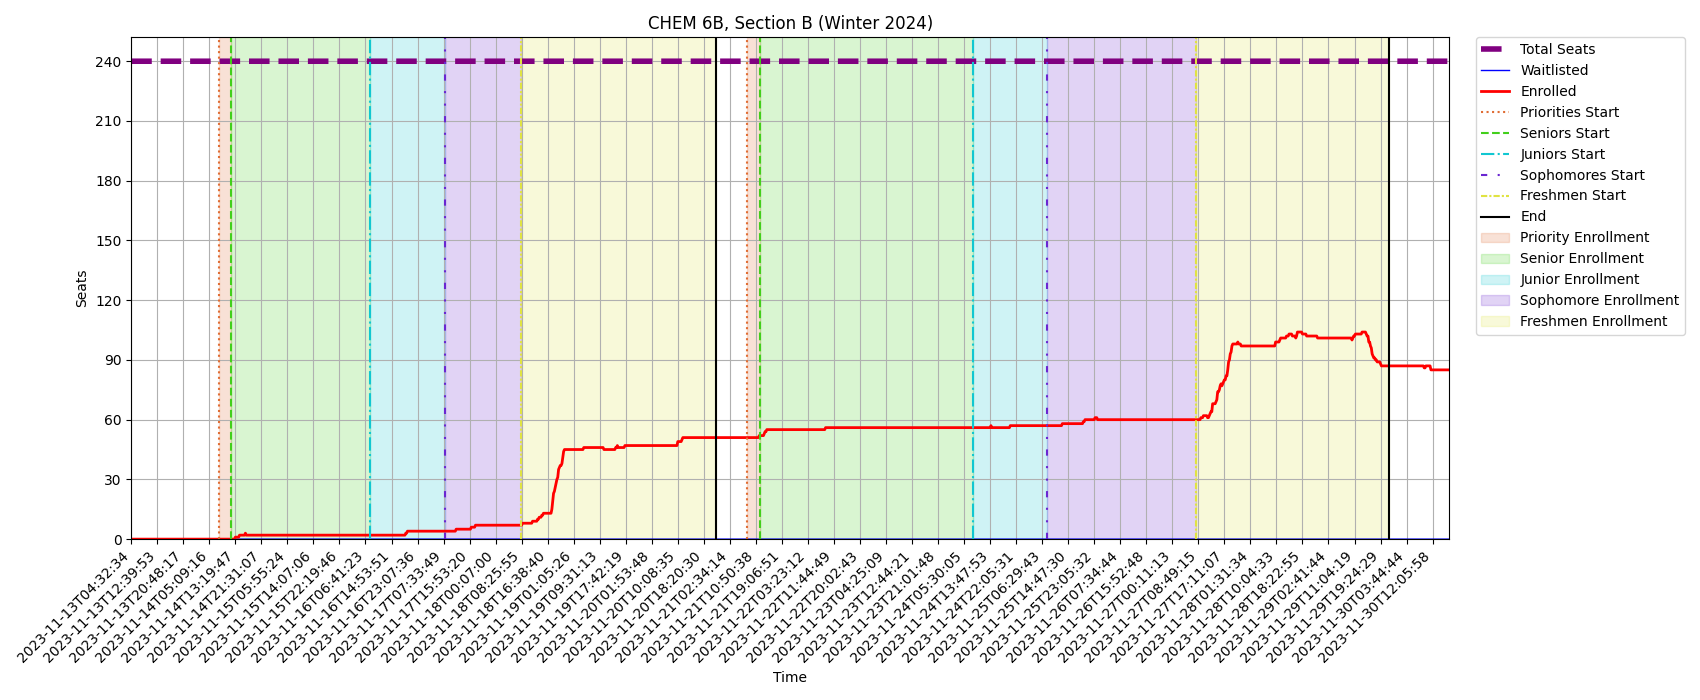 CHEM 6B, Section B (Winter 2024)
Seats
240
210
180
150
120
90
60
30
0
2023-11-13T04:32:34
2023-11-13T12:39:53
2023-11-13T20:48:17
2023-11-14T05:09:16
2023-11-14T13:19:47
2023-11-14T21:31:07
2023-11-15T05:55:24
2023-11-15T14:07:06
2023-11-15T22:19:46
2023-11-16T06:41:23
2023-11-16T14:53:51
2023-11-16T23:07:36
2023-11-17T07:33:49
2023-11-17T15:53:20
2023-11-18T00:07:00
2023-11-18T08:25:55
2023-11-18T16:38:40
2023-11-19T01:05:26
2023-11-19T09:31:13
2023-11-19T17:42:19
2023-11-20T01:53:48
2023-11-20T10:08:35
2023-11-20T18:20:30
2023-11-21T02:34:14
2023-11-21T10:50:38
2023-11-21T19:06:51
2023-11-22T03:23:12
2023-11-22T11:44:49
2023-11-22T20:02:43
2023-11-23T04:25:09
2023-11-23T12:44:21
2023-11-23T21:01:48
2023-11-24T05:30:05
2023-11-24T13:47:53
2023-11-24T22:05:31
2023-11-25T06:29:43
2023-11-25T14:47:30
2023-11-25T23:05:32
2023-11-26T07:34:44
2023-11-26T15:52:48
2023-11-27T00:11:13
2023-11-27T08:49:15
2023-11-27T17:11:07
2023-11-28T01:31:34
2023-11-28T10:04:33
2023-11-28T18:22:55
2023-11-29T02:41:44
2023-11-29T11:04:19
2023-11-29T19:24:29
2023-11-30T03:44:44
2023-11-30T12:05:58
Time
Total Seats
Waitlisted
Enrolled
Priorities Start
Seniors Start
Juniors Start
Sophomores Start
Freshmen Start
End
Priority Enrollment
Senior Enrollment
Junior Enrollment
Sophomore Enrollment
Freshmen Enrollment